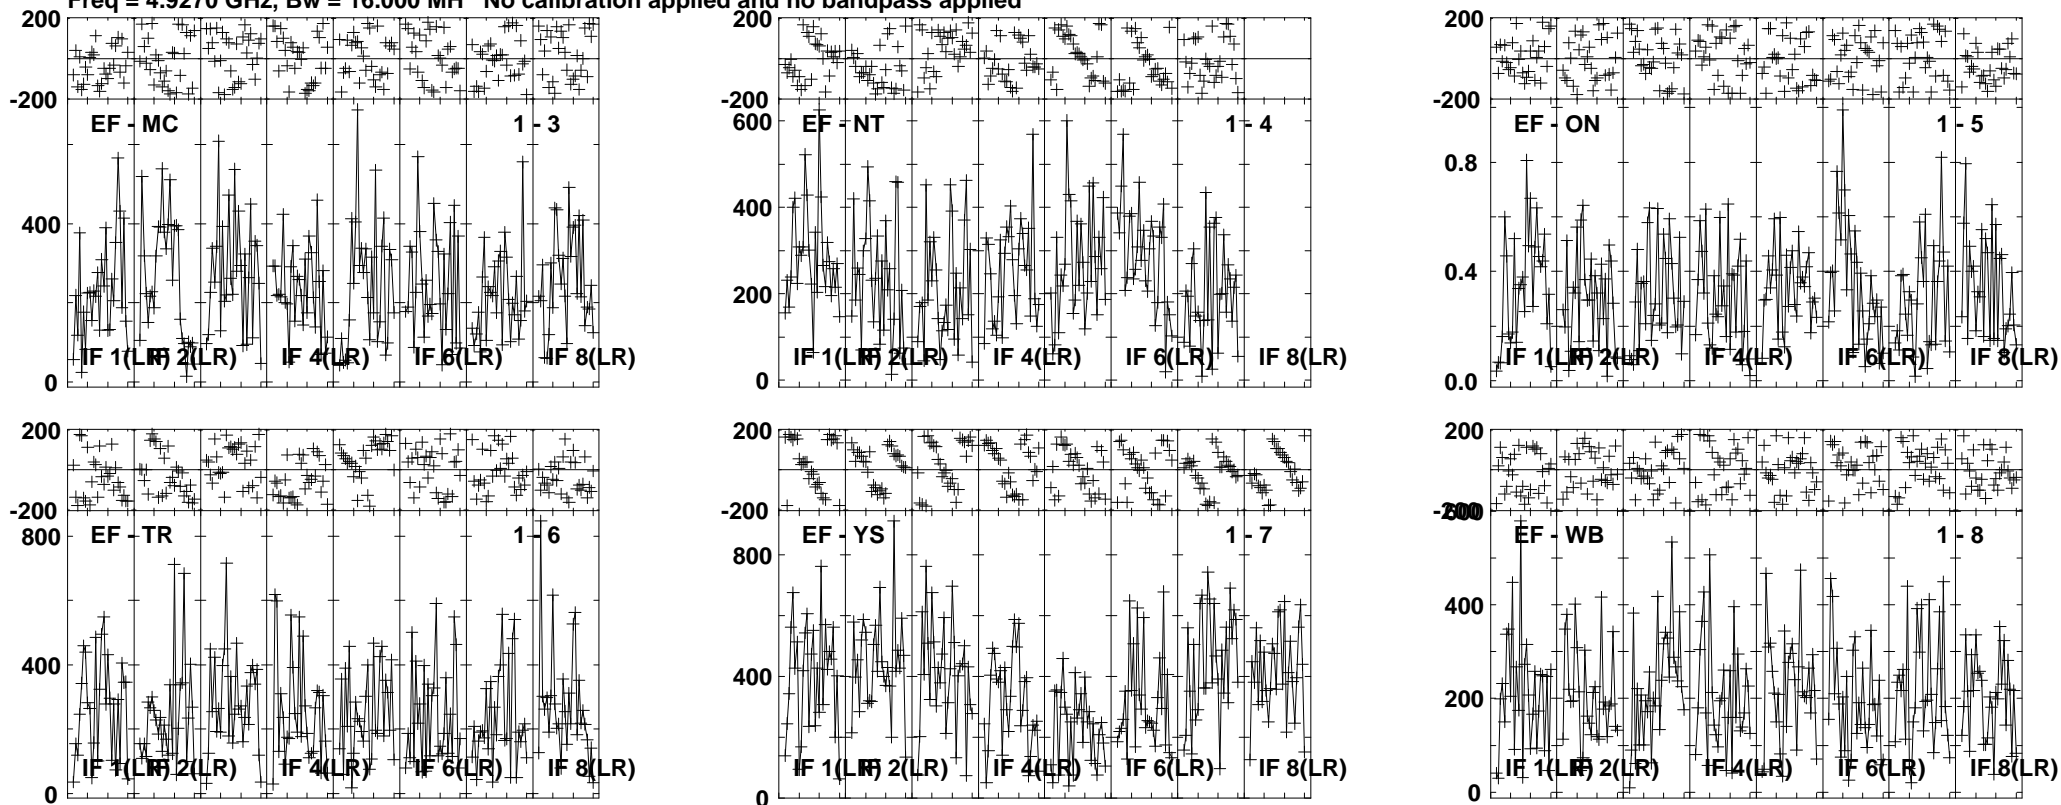 Freq = 4.9270 GHz, Bw = 16.000 MH No calibration applied and no bandpass applied
200
-200
EF - MC
1 - 3
400
0
IF 1(LR)
IF 2(LR)
IF 4(LR)
IF 6(LR)
IF 8(LR)
200
-200
600
EF - NT
1 - 4
400
200
0
IF 1(LR)
IF 2(LR)
IF 4(LR)
IF 6(LR)
IF 8(LR)
200
-200
EF - ON
1 - 5
0.8
0.4
0.0
IF 1(LR)
IF 2(LR)
IF 4(LR)
IF 6(LR)
IF 8(LR)
200
-200
800
EF - TR
1 - 6
400
0
IF 1(LR)
IF 2(LR)
IF 4(LR)
IF 6(LR)
IF 8(LR)
200
-200
EF - YS
1 - 7
800
400
0
IF 1(LR)
IF 2(LR)
IF 4(LR)
IF 6(LR)
IF 8(LR)
200
-200
600
EF - WB
1 - 8
400
200
0
IF 1(LR)
IF 2(LR)
IF 4(LR)
IF 6(LR)
IF 8(LR)